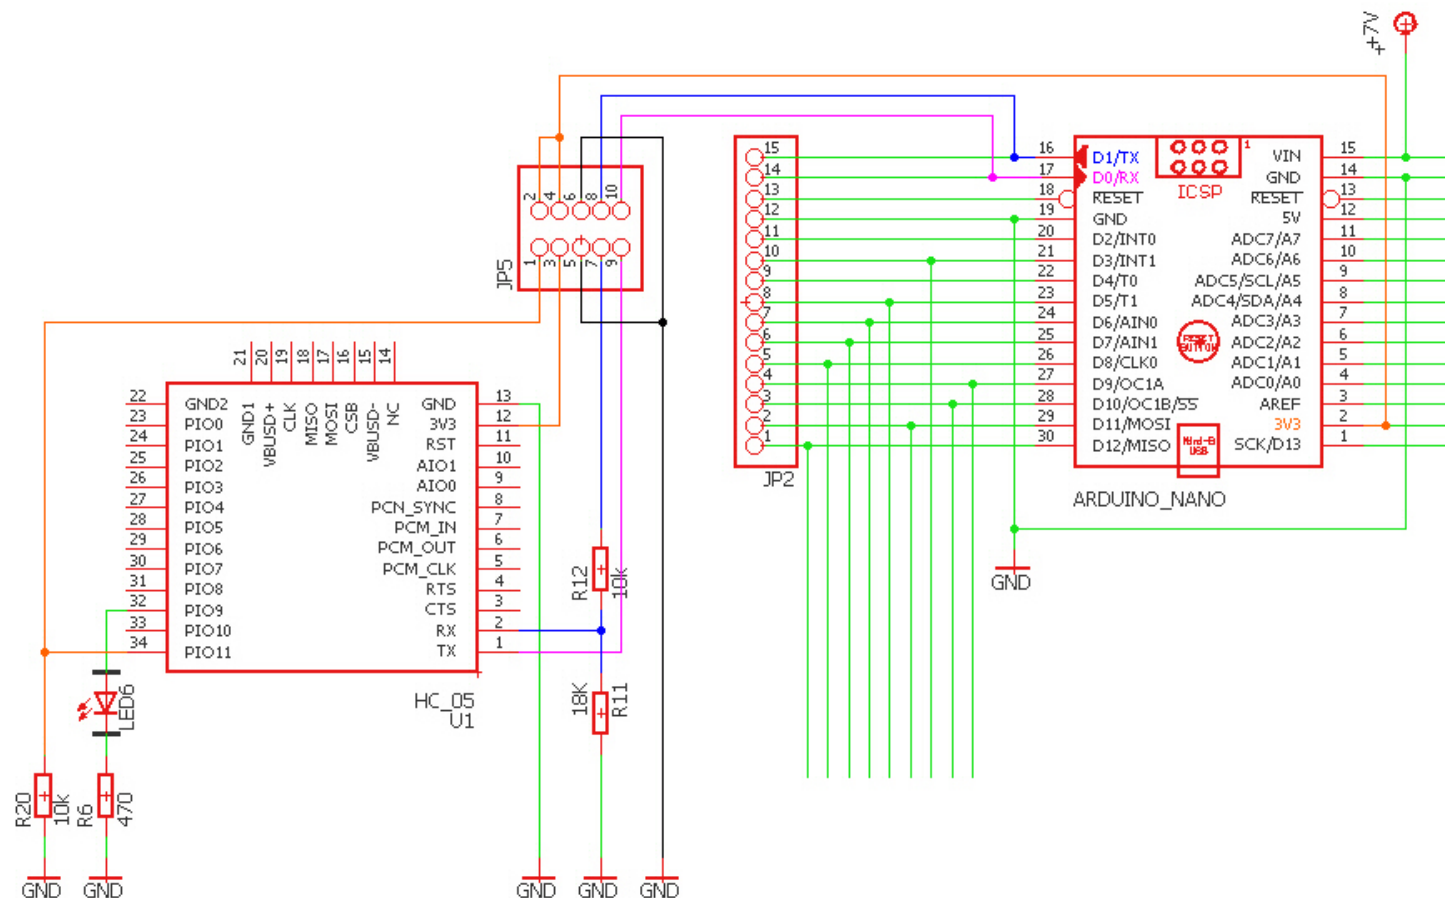 +7V
2 4 6 8 10
1 3 5 7 9
JP5
15
14
13
12
11
10
9
8
7
6
5
4
3
2
1
JP2
16 D1/TX
17 D0/RX
18 RESET
19 GND
20 D2/INT0
21 D3/INT1
22 D4/T0
23 D5/T1
24 D6/AIN0
25 D7/AIN1
26 D8/CLK0
27 D9/OC1A
28 D10/OC1B/SS
29 D11/MOSI
30 D12/MISO
1
ICSP
RESET
BUTTON
Mini-B
USB
VIN 15
GND 14
RESET 13
5V 12
ADC7/A7 11
ADC6/A6 10
ADC5/SCL/A5 9
ADC4/SDA/A4 8
ADC3/A3 7
ADC2/A2 6
ADC1/A1 5
ADC0/A0 4
AREF 3
3V3 2
SCK/D13 1
ARDUINO_NANO
GND
21 20 19 18 17 16 15 14
GND1 VBUSD+ CLK MISO MOSI CSB VBUSD- NC
22 GND2
23 PIO0
24 PIO1
25 PIO2
26 PIO3
27 PIO4
28 PIO5
29 PIO6
30 PIO7
31 PIO8
32 PIO9
33 PIO10
34 PIO11
GND 13
3V3 12
RST 11
AIO1 10
AIO0 9
PCN_SYNC 8
PCM_IN 7
PCM_OUT 6
PCM_CLK 5
RTS 4
CTS 3
RX 2
TX 1
HC_05
U1
R12
10k
18K
R11
LED6
R20
10k
R6
470
GND
GND
GND
GND
GND